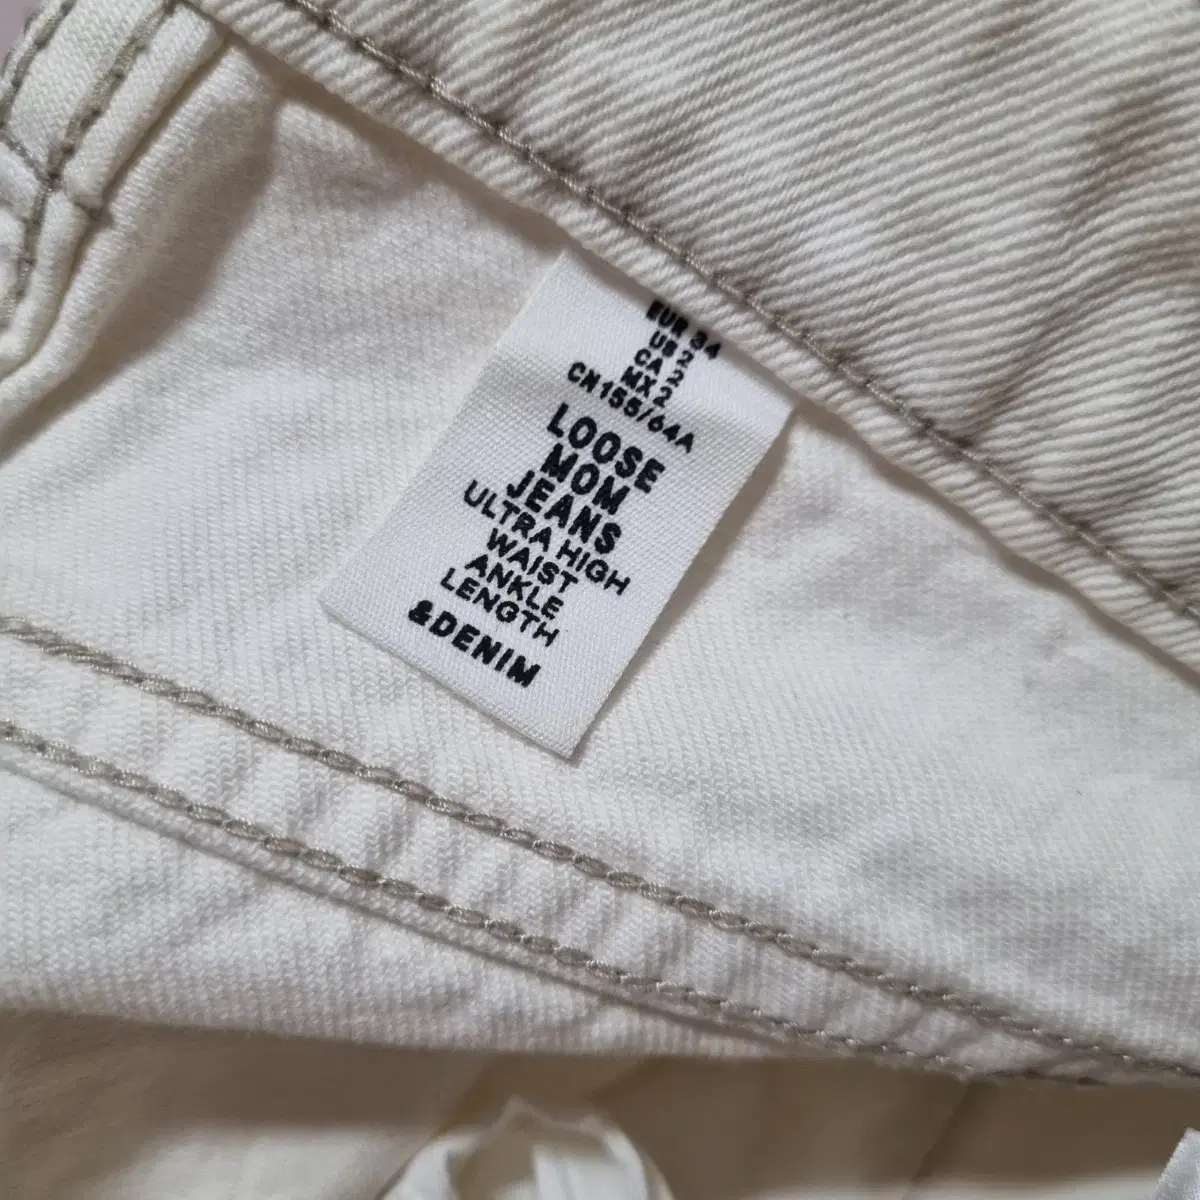 EUR 34
US 2
CA 2
MX 2
CN155/64A
LOOSE
MOM
JEANS
ULTRA HIGH
WAIST
ANKLE
LENGTH
&DENIM